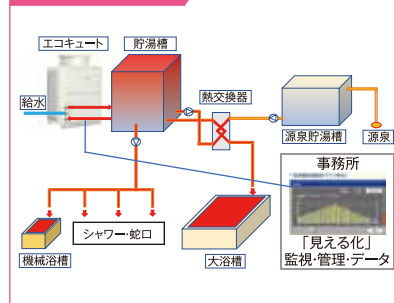 エコキュート
貯湯槽
給水
熱交換器
源泉貯湯槽
源泉
事務所
「見える化」
監視・管理・データ
シャワー・蛇口
機械浴槽
大浴槽